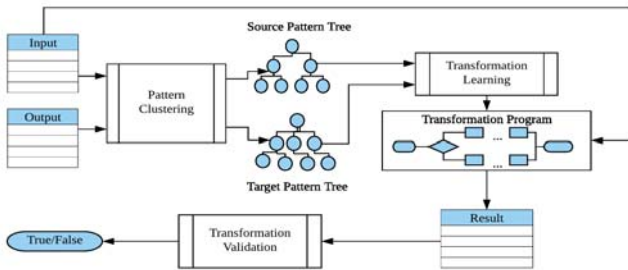 Source Pattern Tree
Input
Pattern
Clustering
Transformation
Learning
Output
Transformation Program
...
...
Target Pattern Tree
Result
True/False
Transformation
Validation